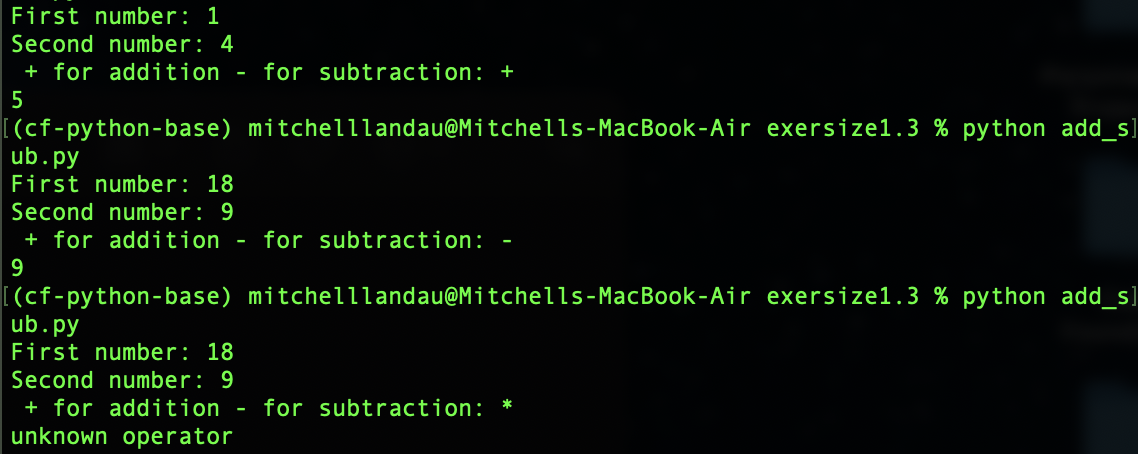 First number: 1
Second number: 4
 + for addition - for subtraction: +
5
[(cf-python-base) mitchelllandau@Mitchells-MacBook-Air exersize1.3 % python add_s]
ub.py
First number: 18
Second number: 9
 + for addition - for subtraction: -
9
[(cf-python-base) mitchelllandau@Mitchells-MacBook-Air exersize1.3 % python add_s]
ub.py
First number: 18
Second number: 9
 + for addition - for subtraction: *
unknown operator